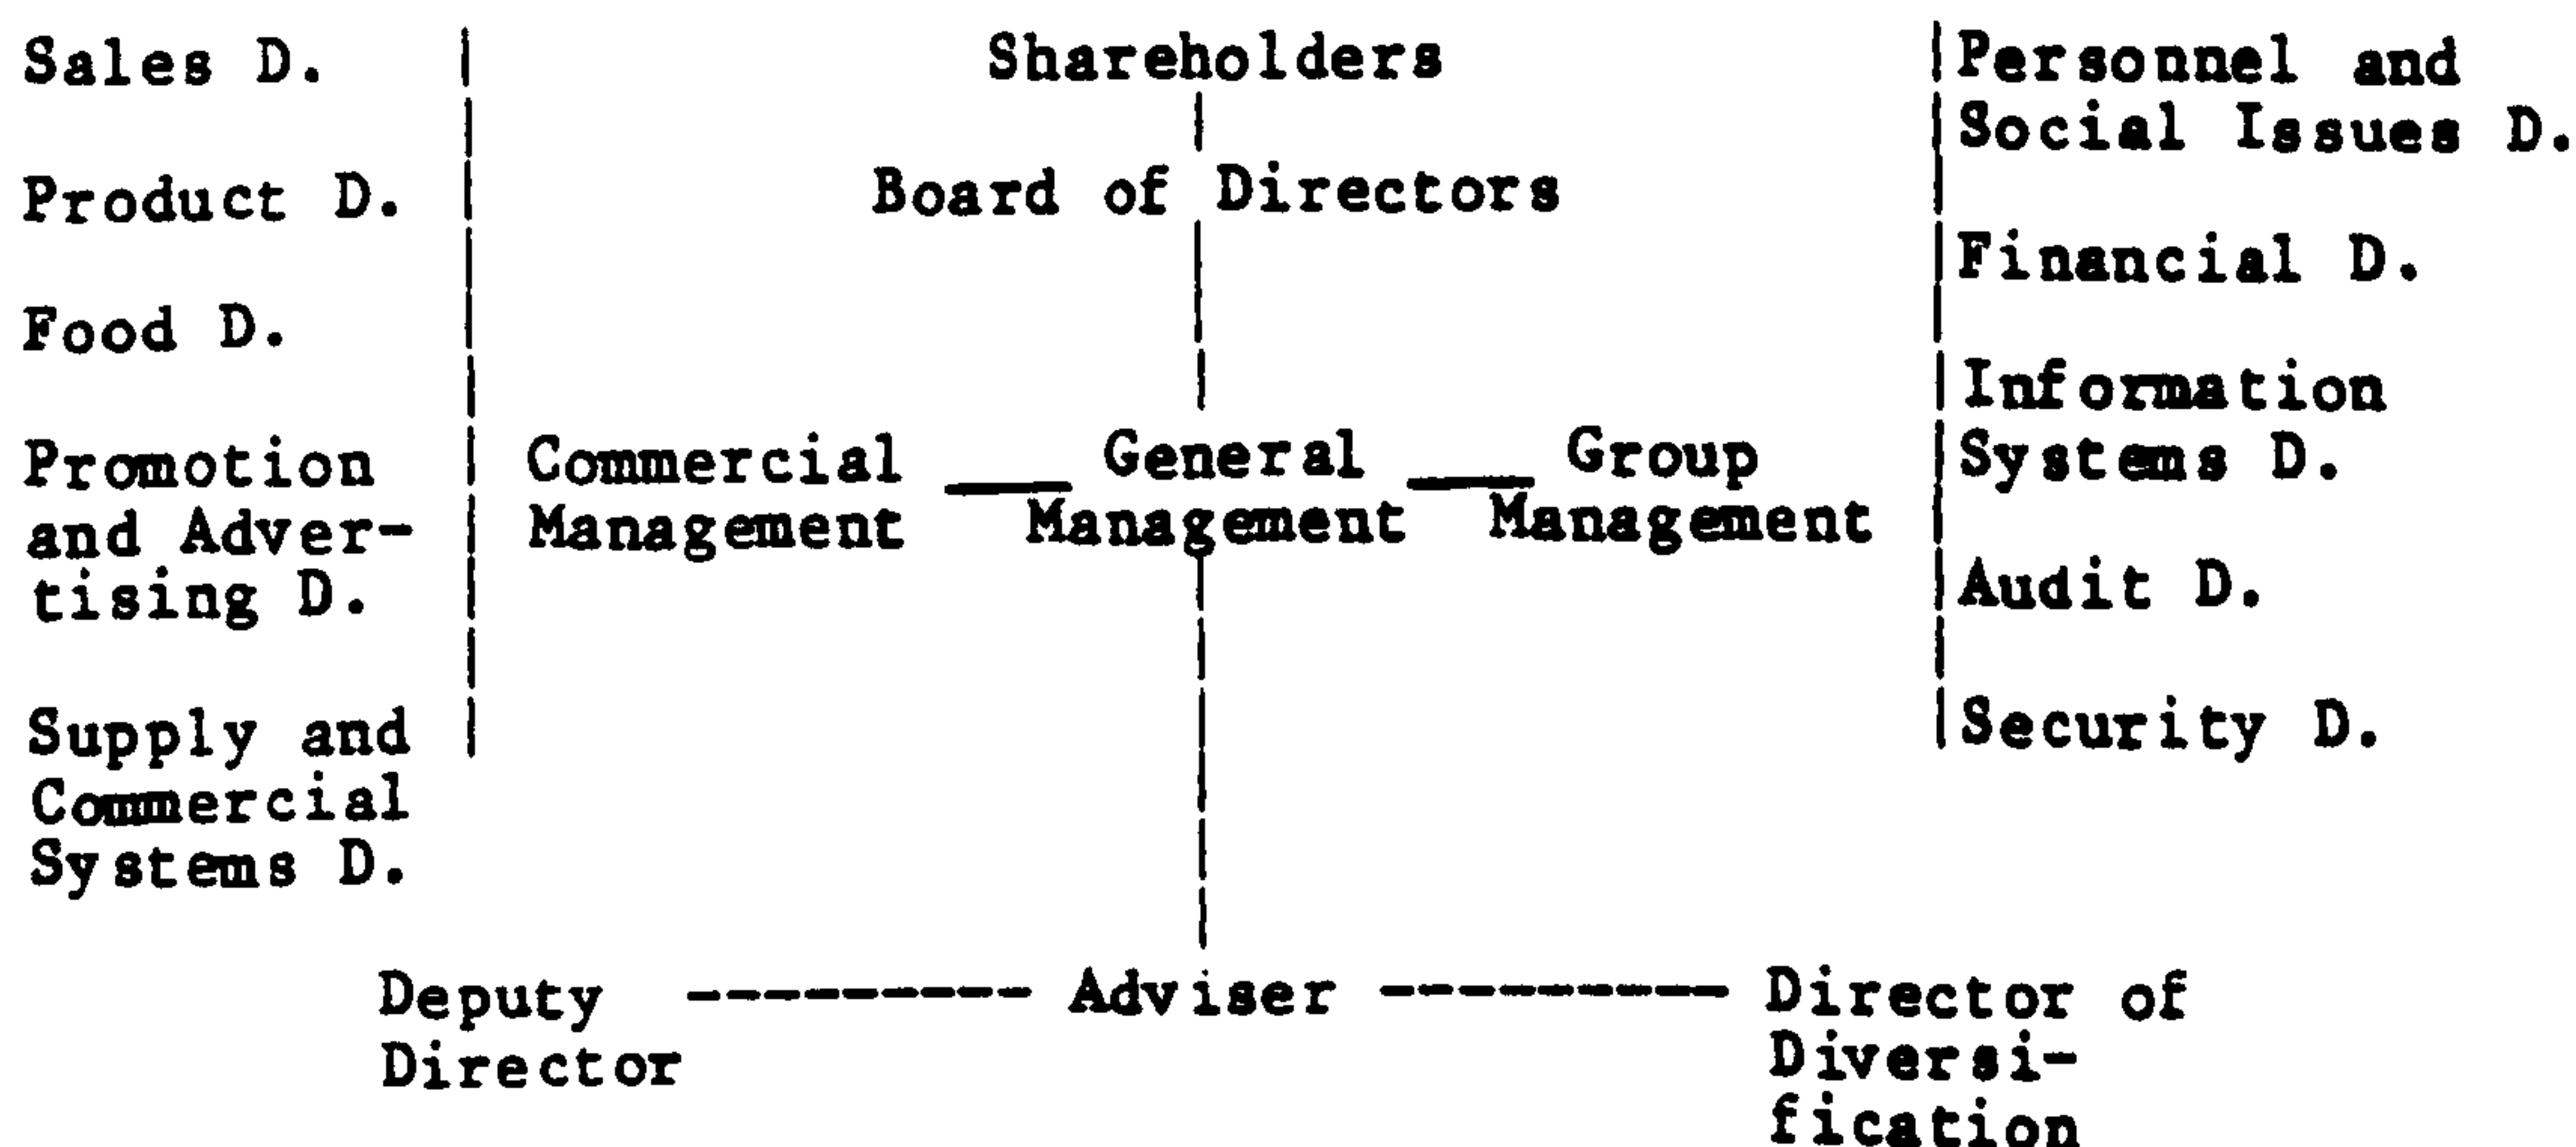 Sales D.
Product D.
Food D.
Promotion
and Adver-
tising D.
Supply and
Commercial
Systems D.
Shareholders
Board of Directors
Commercial
Management
General
Management
Group
Management
Personnel and
Social Issues D.
Financial D.
Information
Systems D.
Audit D.
Security D.
Deputy
Director
Adviser
Director of
Diversi-
fication